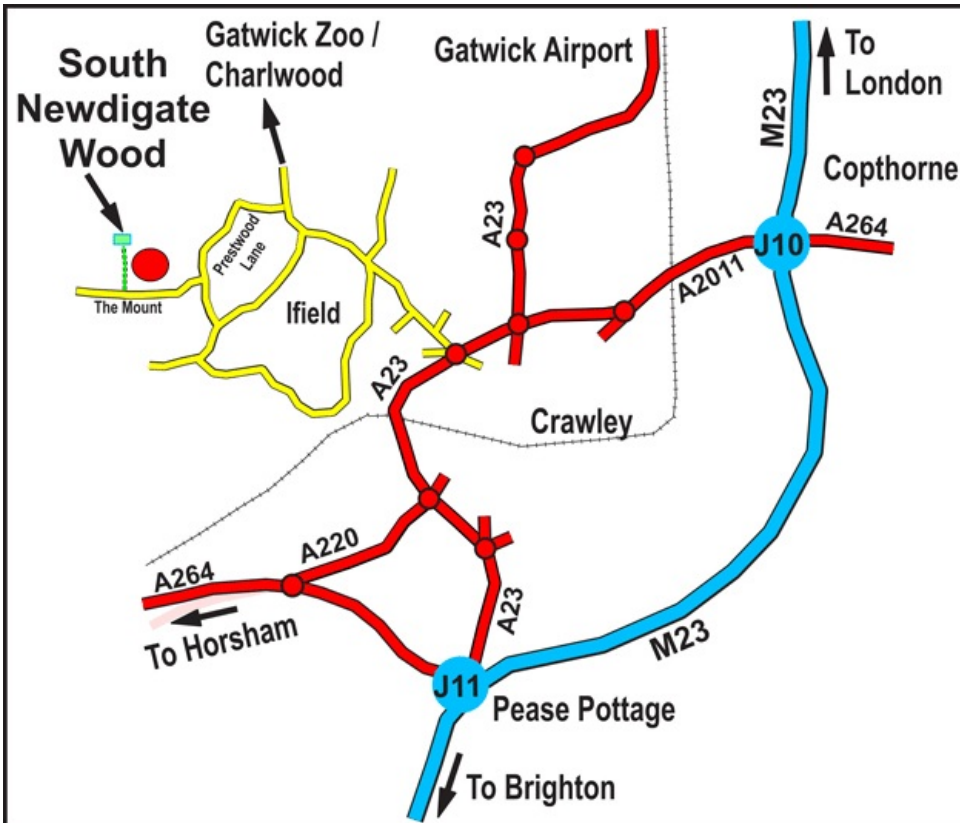 South
Newdigate
Wood
Gatwick Zoo /
Charlwood
Gatwick Airport
To
London
M23
Copthorne
A264
J10
A2011
A23
Prestwood
Lane
The Mount
Ifield
A23
Crawley
A220
A264
To Horsham
A23
M23
J11
Pease Pottage
To Brighton